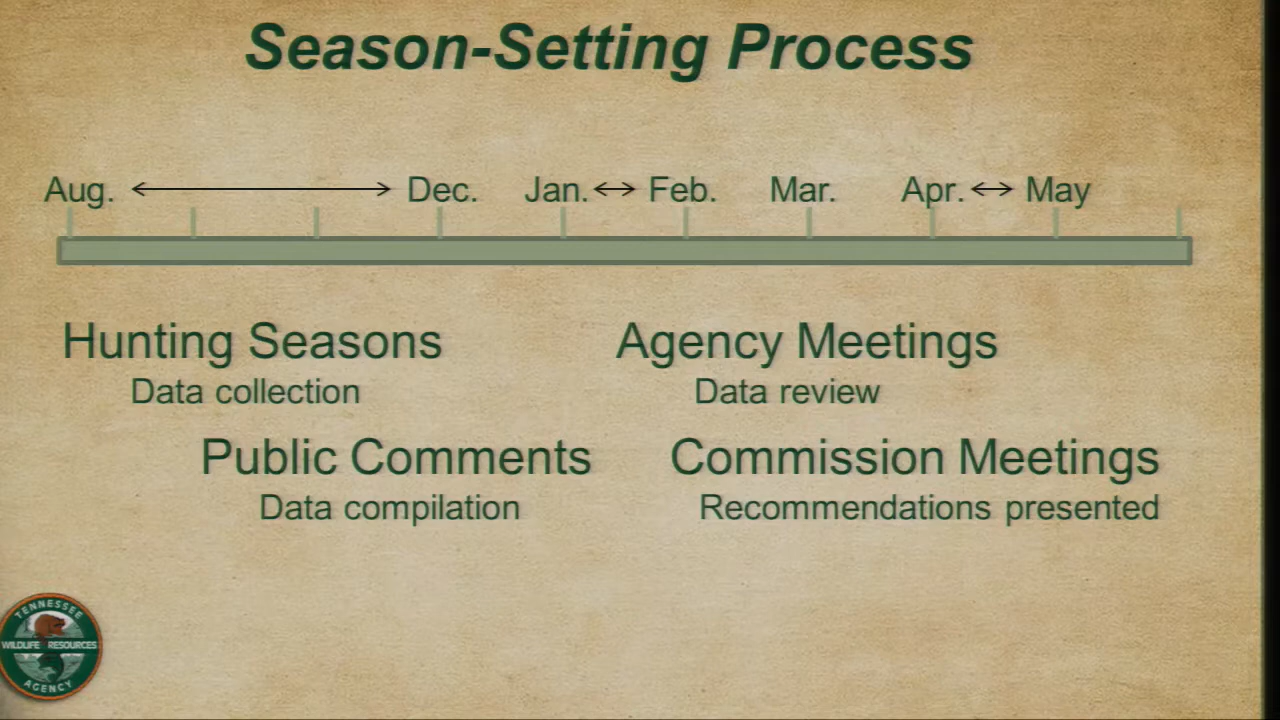 Season-Setting Process
Aug. Dec. Jan. Feb. Mar. Apr. May
Hunting Seasons
Data collection
Agency Meetings
Data review
Public Comments
Data compilation
Commission Meetings
Recommendations presented
TENNESSEE
WILDLIFE RESOURCES
AGENCY